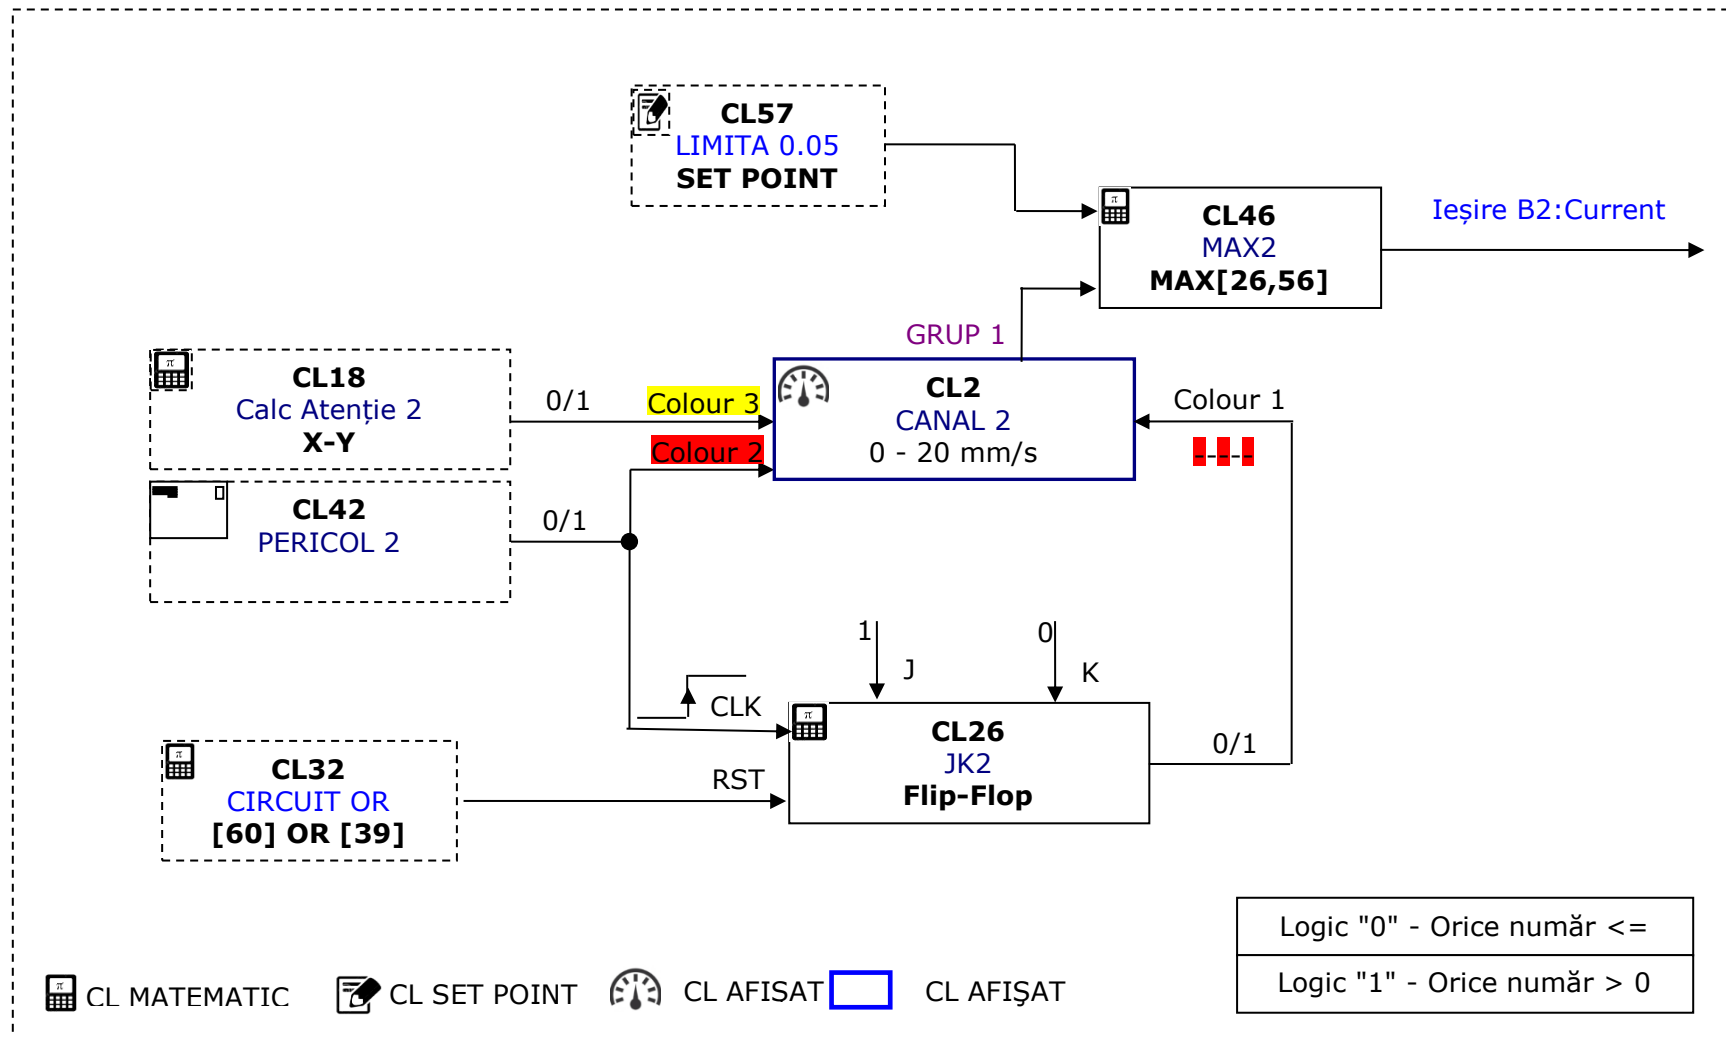 CL57
LIMITA 0.05
SET POINT
CL46
MAX2
MAX[26,56]
Ieșire B2:Current
GRUP 1
CL18
Calc Atenție 2
X-Y
0/1
Colour 3
Colour 2
CL2
CANAL 2
0 - 20 mm/s
Colour 1
-----
CL42
PERICOL 2
0/1
1
J
0
K
CLK
CL26
JK2
Flip-Flop
0/1
CL32
CIRCUIT OR
[60] OR [39]
RST
Logic "0" - Orice număr <=
Logic "1" - Orice număr > 0
CL MATEMATIC
CL SET POINT
CL AFISAT
CL AFIŞAT